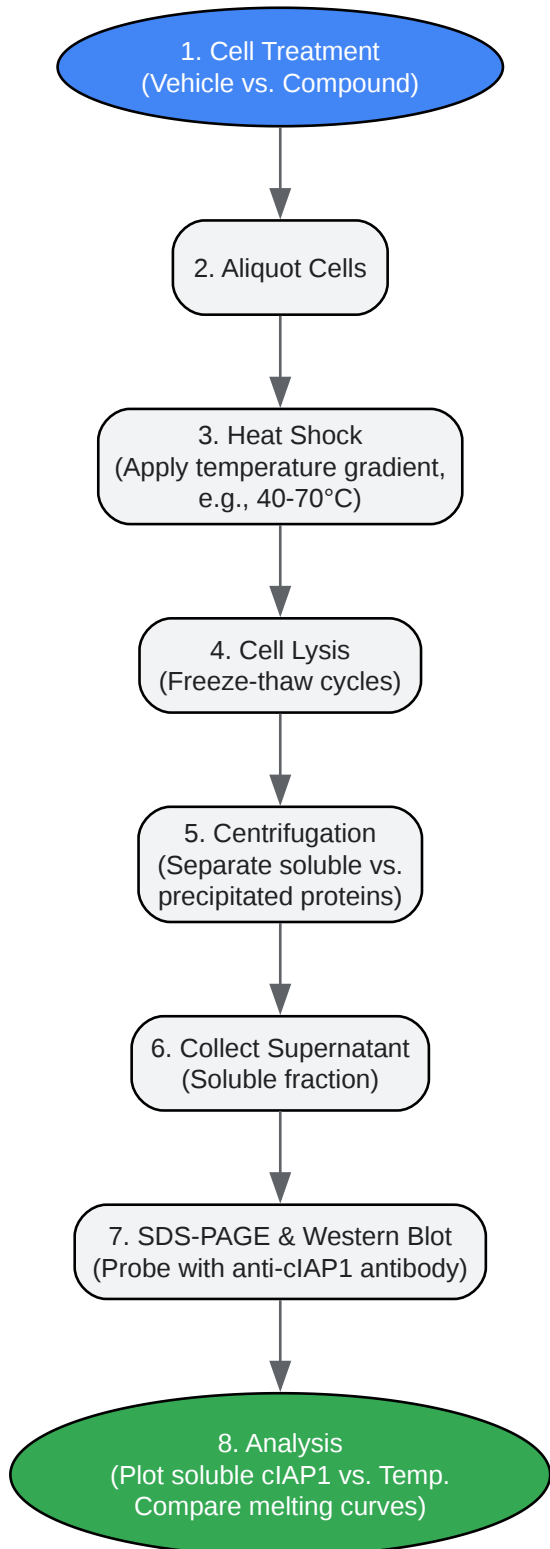 1. Cell Treatment
(Vehicle vs. Compound)
2. Aliquot Cells
3. Heat Shock
(Apply temperature gradient,
e.g., 40-70°C)
4. Cell Lysis
(Freeze-thaw cycles)
5. Centrifugation
(Separate soluble vs.
precipitated proteins)
6. Collect Supernatant
(Soluble fraction)
7. SDS-PAGE & Western Blot
(Probe with anti-cIAP1 antibody)
8. Analysis
(Plot soluble cIAP1 vs. Temp.
Compare melting curves)